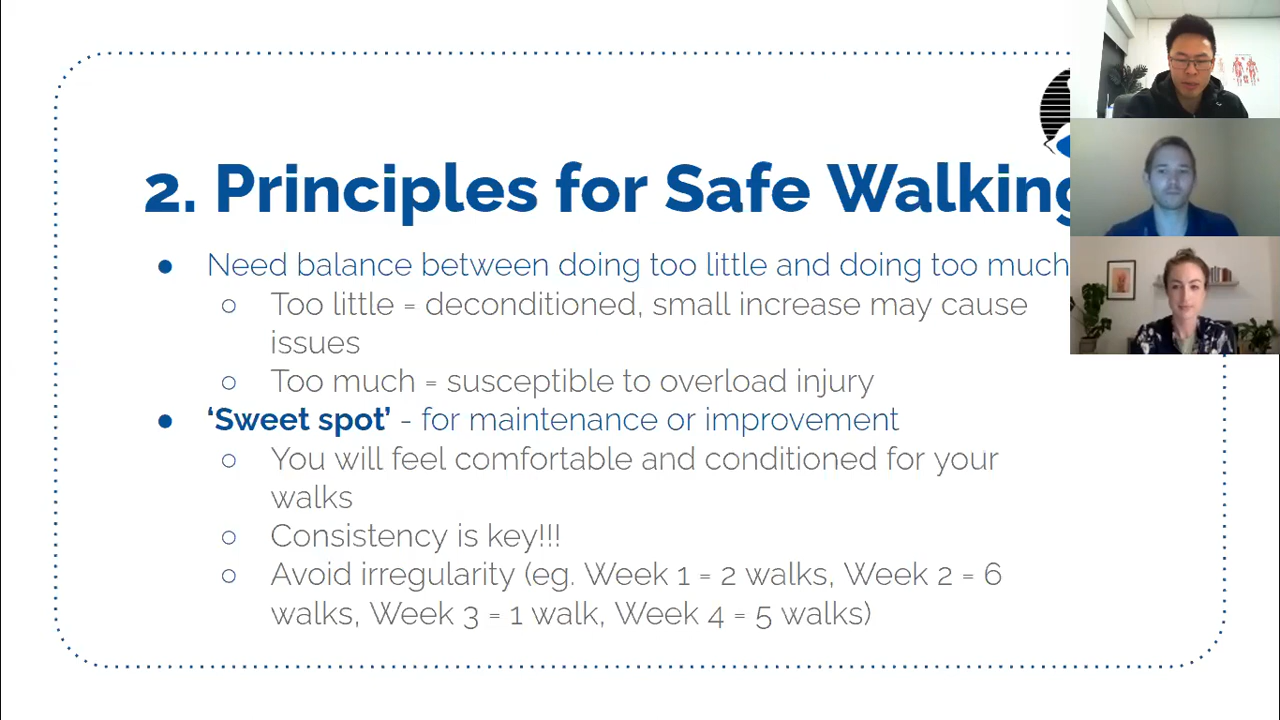 2. Principles for Safe Walking
● Need balance between doing too little and doing too much
○ Too little = deconditioned, small increase may cause
issues
○ Too much = susceptible to overload injury
● ‘Sweet spot’ - for maintenance or improvement
○ You will feel comfortable and conditioned for your
walks
○ Consistency is key!!!
○ Avoid irregularity (eg. Week 1 = 2 walks, Week 2 = 6
walks, Week 3 = 1 walk, Week 4 = 5 walks)